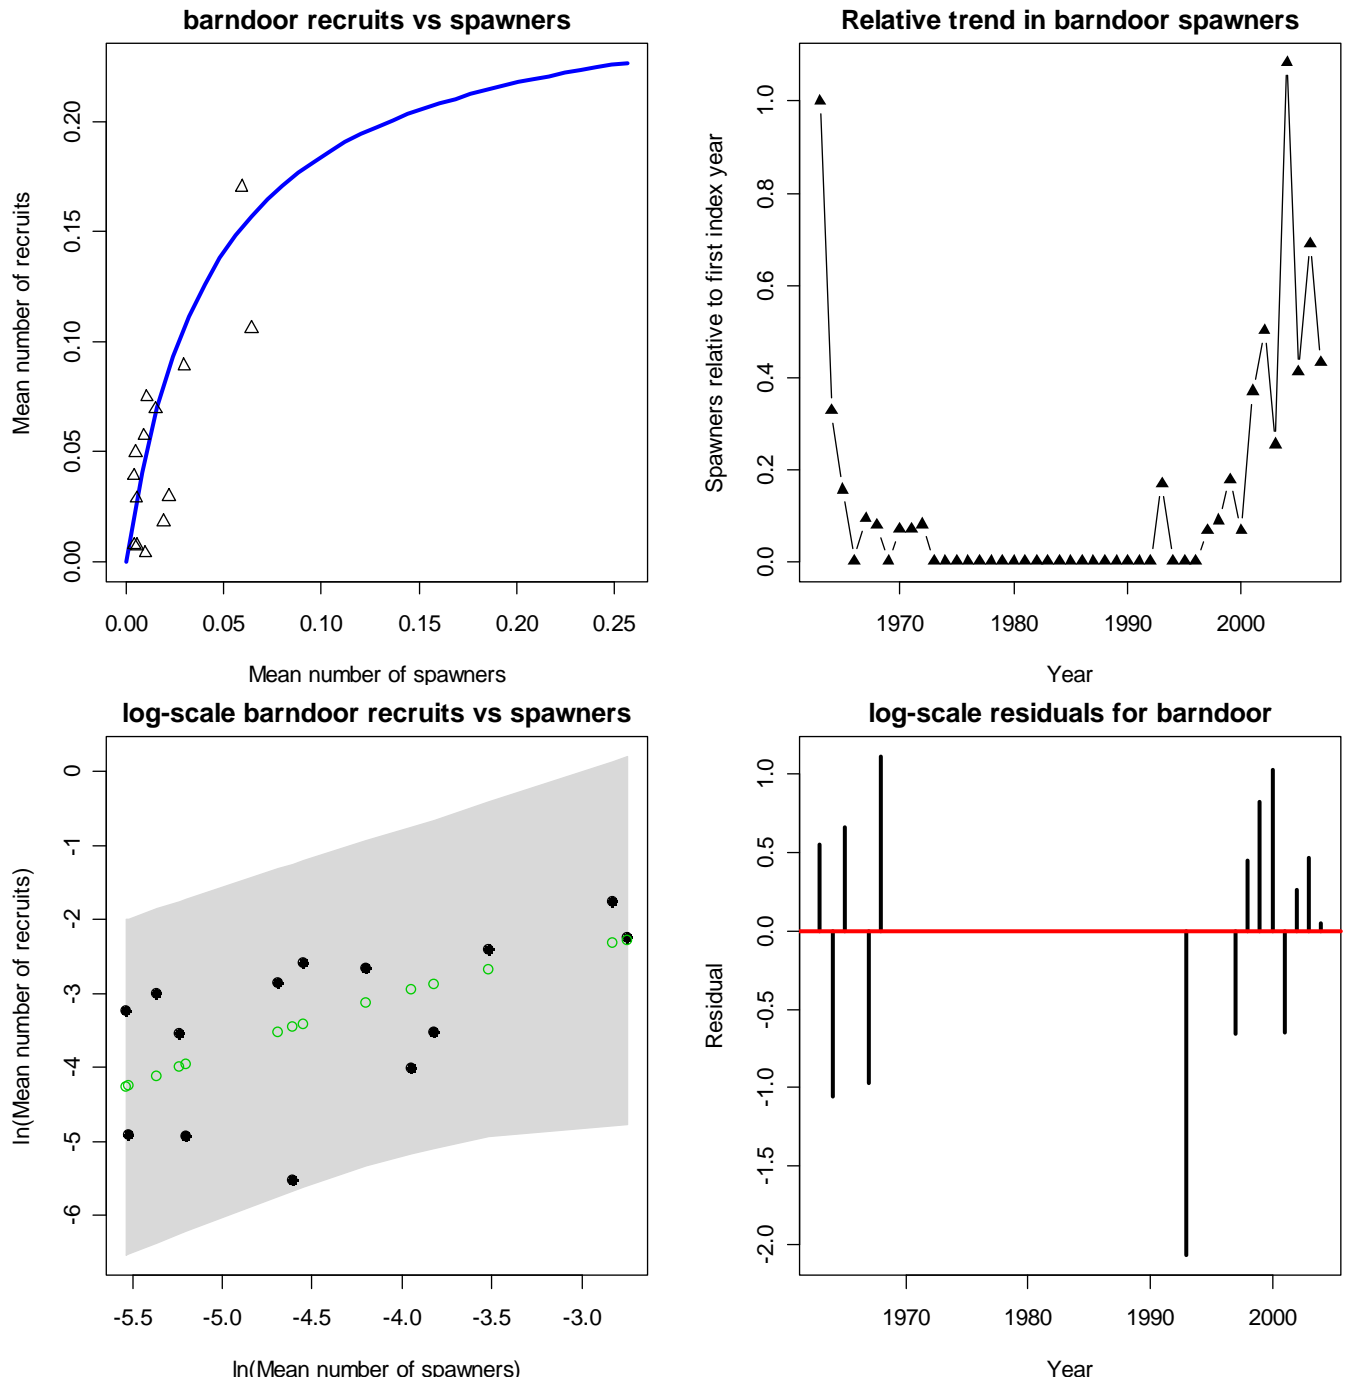 barndoor recruits vs spawners
Mean number of recruits
0.20
0.15
0.10
0.05
0.00
0.00 0.05 0.10 0.15 0.20 0.25
Mean number of spawners
Relative trend in barndoor spawners
Spawners relative to first index year
1.0
0.8
0.6
0.4
0.2
0.0
1970 1980 1990 2000
Year
log-scale barndoor recruits vs spawners
ln(Mean number of recruits)
0
-1
-2
-3
-4
-5
-6
-5.5 -5.0 -4.5 -4.0 -3.5 -3.0
ln(Mean number of spawners)
log-scale residuals for barndoor
Residual
1.0
0.5
0.0
-0.5
-1.0
-1.5
-2.0
1970 1980 1990 2000
Year